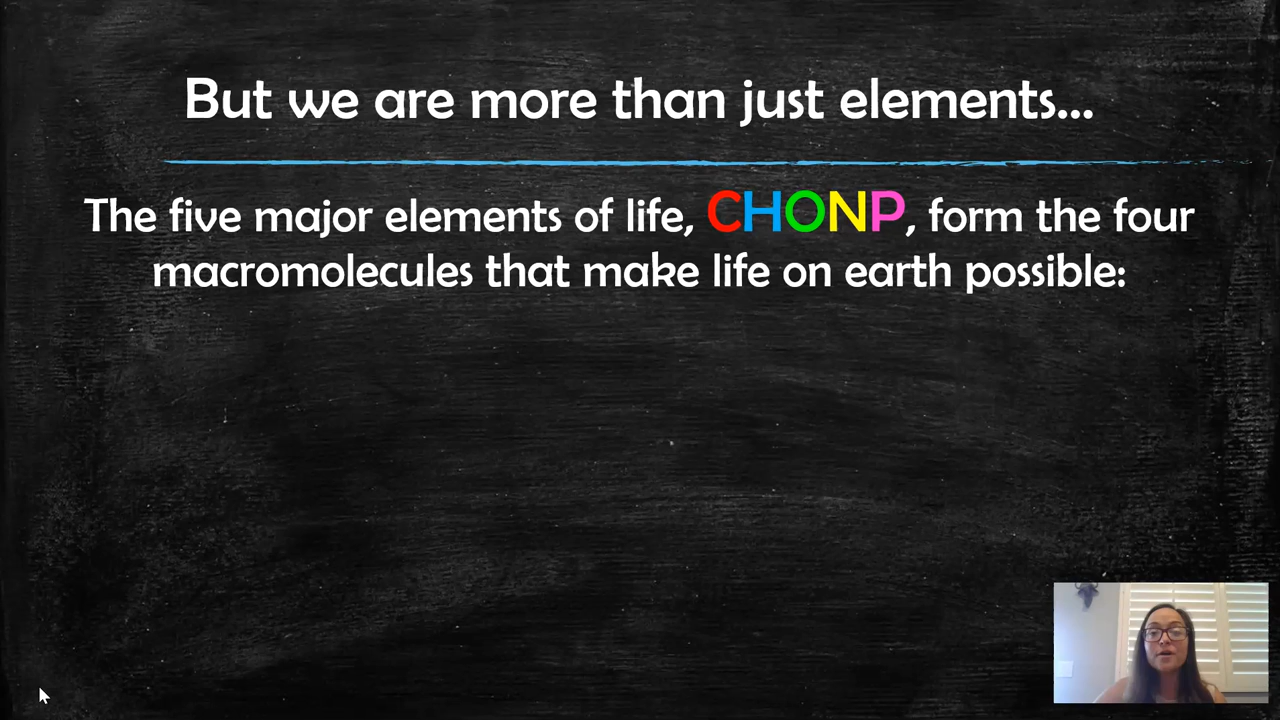 But we are more than just elements...
The five major elements of life, CHONP, form the four
macromolecules that make life on earth possible: